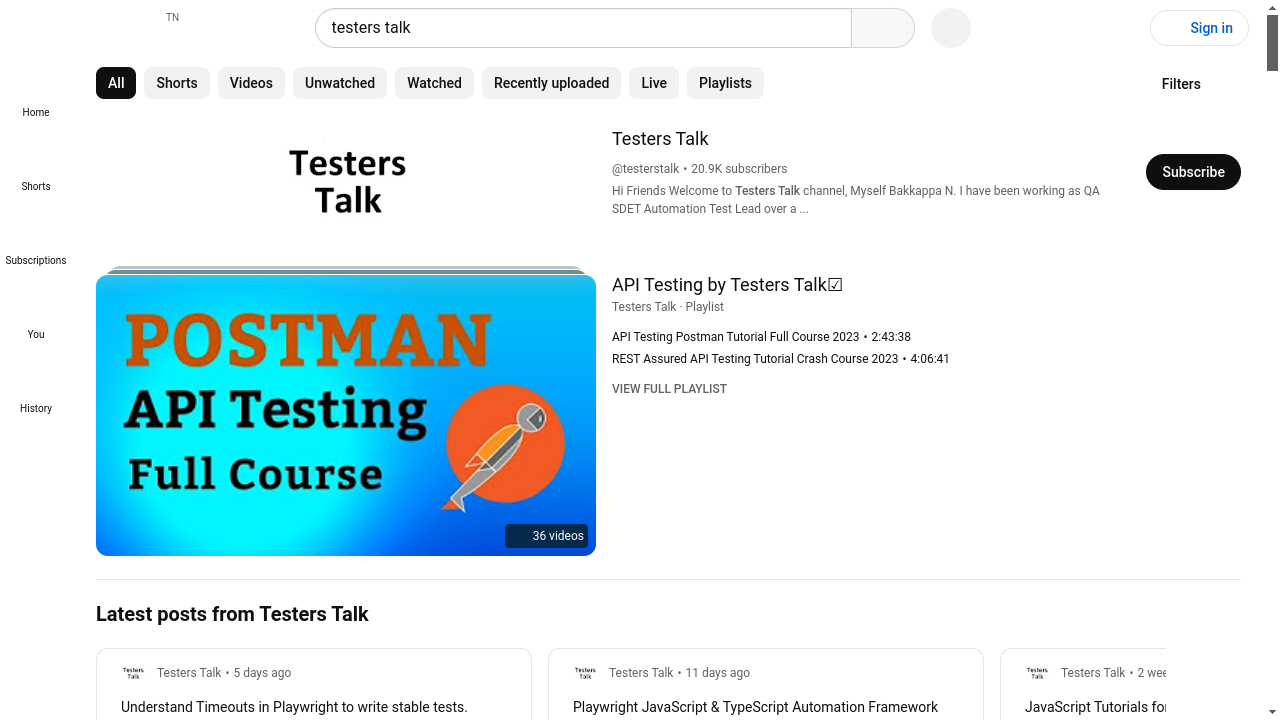 TN
testers talk
Sign in
All
Shorts
Videos
Unwatched
Watched
Recently uploaded
Live
Playlists
Filters
Home
Shorts
Subscriptions
You
History
Testers
Talk
Testers Talk
@testerstalk • 20.9K subscribers
Hi Friends Welcome to Testers Talk channel, Myself Bakkappa N. I have been working as QA
SDET Automation Test Lead over a ...
Subscribe
POSTMAN
API Testing
Full Course
36 videos
API Testing by Testers Talk☑
Testers Talk · Playlist
API Testing Postman Tutorial Full Course 2023 • 2:43:38
REST Assured API Testing Tutorial Crash Course 2023 • 4:06:41
VIEW FULL PLAYLIST
Latest posts from Testers Talk
Testers
Talk
Testers Talk • 5 days ago
Understand Timeouts in Playwright to write stable tests.
Testers
Talk
Testers Talk • 11 days ago
Playwright JavaScript & TypeScript Automation Framework
Testers
Talk
Testers Talk • 2 wee
JavaScript Tutorials fo